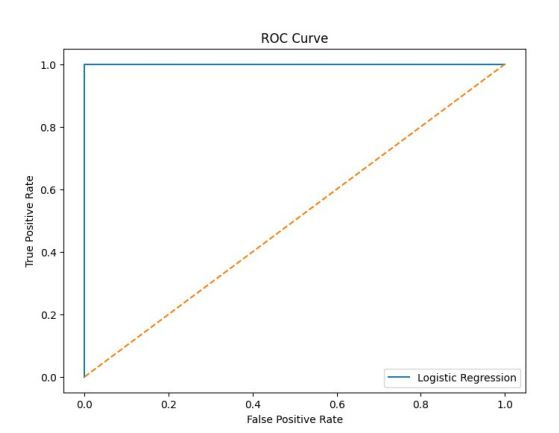 ROC Curve
True Positive Rate
1.0
0.8
0.6
0.4
0.2
0.0
Logistic Regression
0.0 0.2 0.4 0.6 0.8 1.0
False Positive Rate